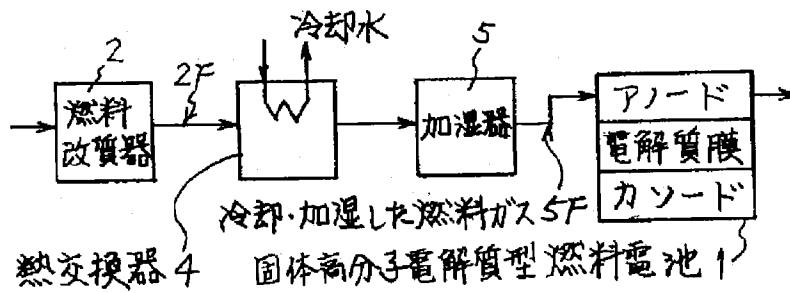 冷却水
2
2F
5
燃料
改質器
加湿器
アノード
電解質膜
カソード
冷却・加湿した燃料ガス5F
熱交換器4
固体高分子電解質型燃料電池1